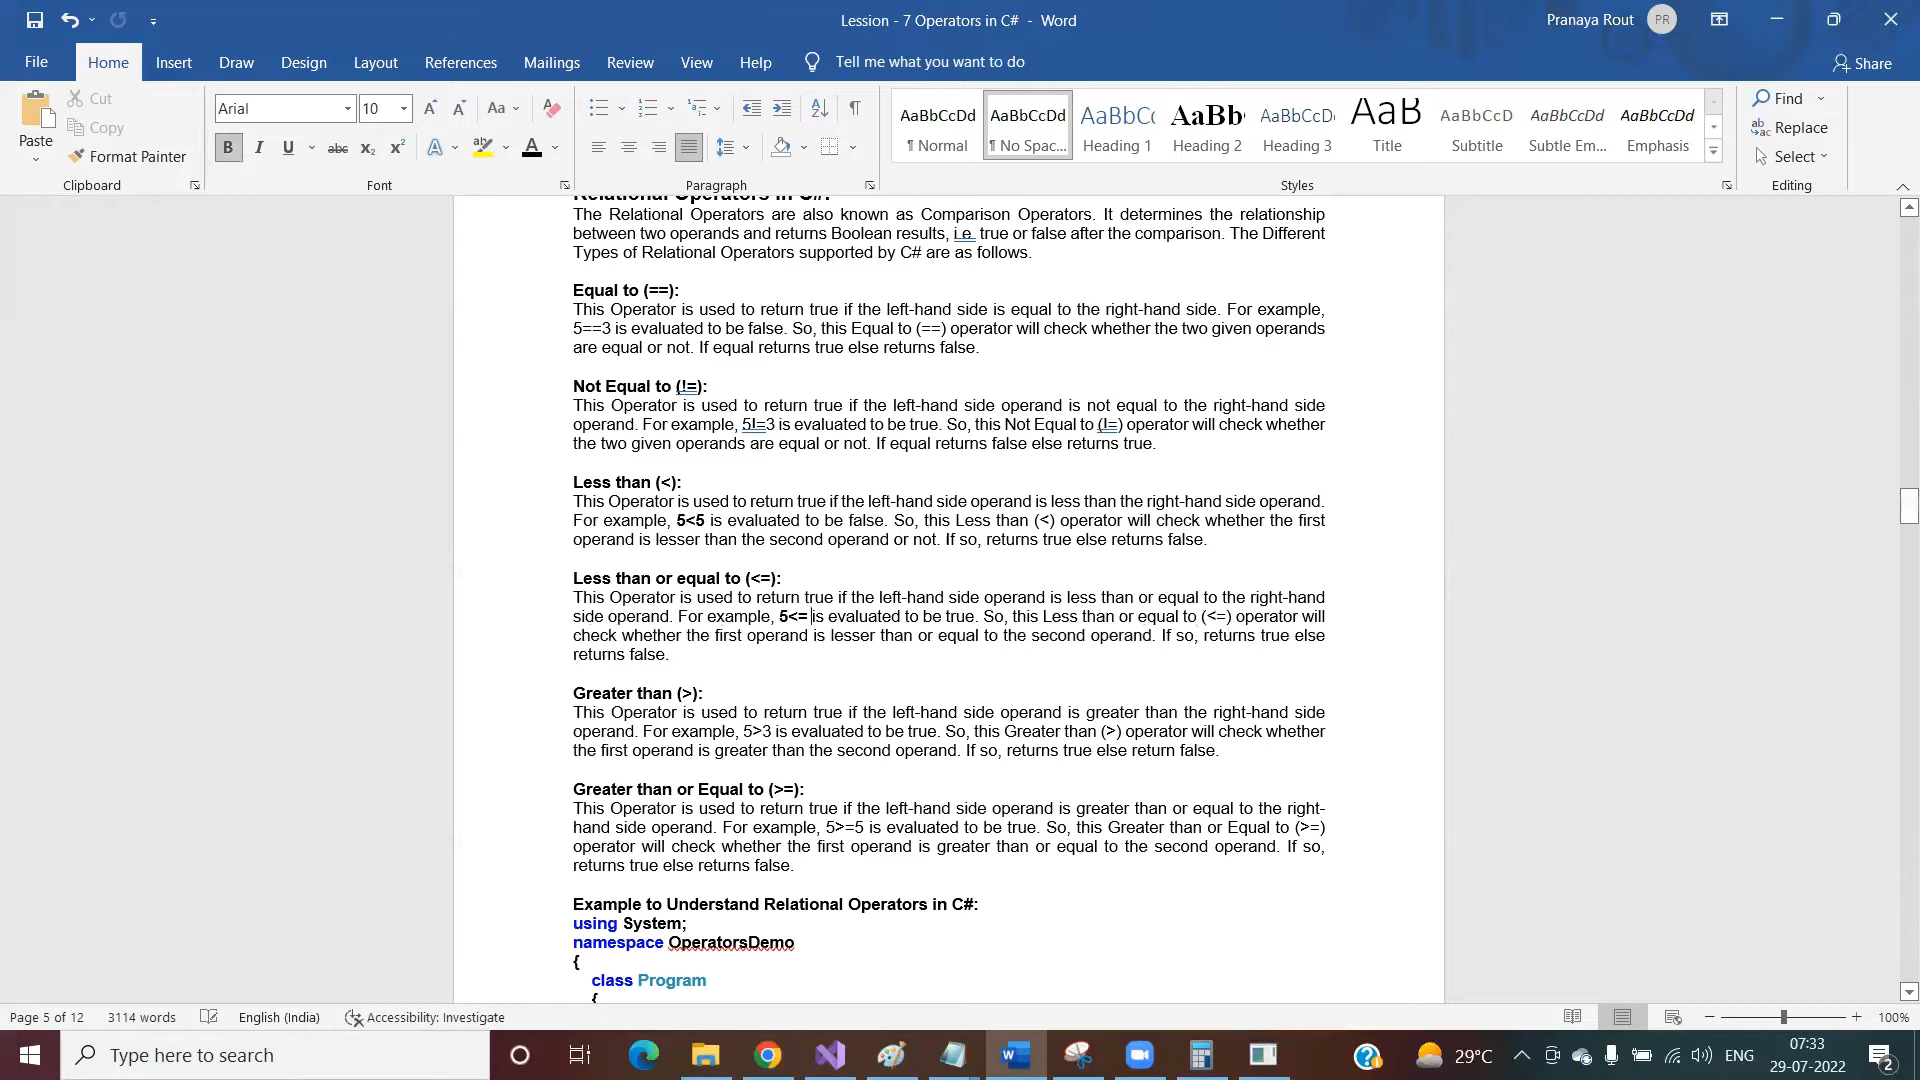 Lession - 7 Operators in C# - Word
Pranaya Rout
PR
File
Home
Insert
Draw
Design
Layout
References
Mailings
Review
View
Help
Tell me what you want to do
Share
Paste
Cut
Copy
Format Painter
Clipboard
Arial
10
Font
Paragraph
AaBbCcDd
¶ Normal
AaBbCcDd
¶ No Spac...
AaBbCc
Heading 1
AaBb
Heading 2
AaBbCcDd
Heading 3
AaB
Title
AaBbCcD
Subtitle
AaBbCcDd
Subtle Em...
AaBbCcDd
Emphasis
Styles
Find
Replace
Select
Editing
Relational Operators in C#:
The Relational Operators are also known as Comparison Operators. It determines the relationship
between two operands and returns Boolean results, i.e. true or false after the comparison. The Different
Types of Relational Operators supported by C# are as follows.
Equal to (==):
This Operator is used to return true if the left-hand side is equal to the right-hand side. For example,
5==3 is evaluated to be false. So, this Equal to (==) operator will check whether the two given operands
are equal or not. If equal returns true else returns false.
Not Equal to (!=):
This Operator is used to return true if the left-hand side operand is not equal to the right-hand side
operand. For example, 5!=3 is evaluated to be true. So, this Not Equal to (!=) operator will check whether
the two given operands are equal or not. If equal returns false else returns true.
Less than (<):
This Operator is used to return true if the left-hand side operand is less than the right-hand side operand.
For example, 5<5 is evaluated to be false. So, this Less than (<) operator will check whether the first
operand is lesser than the second operand or not. If so, returns true else returns false.
Less than or equal to (<=):
This Operator is used to return true if the left-hand side operand is less than or equal to the right-hand
side operand. For example, 5<= is evaluated to be true. So, this Less than or equal to (<=) operator will
check whether the first operand is lesser than or equal to the second operand. If so, returns true else
returns false.
Greater than (>):
This Operator is used to return true if the left-hand side operand is greater than the right-hand side
operand. For example, 5>3 is evaluated to be true. So, this Greater than (>) operator will check whether
the first operand is greater than the second operand. If so, returns true else return false.
Greater than or Equal to (>=):
This Operator is used to return true if the left-hand side operand is greater than or equal to the right-
hand side operand. For example, 5>=5 is evaluated to be true. So, this Greater than or Equal to (>=)
operator will check whether the first operand is greater than or equal to the second operand. If so,
returns true else returns false.
Example to Understand Relational Operators in C#:
using System;
namespace OperatorsDemo
{
class Program
{
Page 5 of 12
3114 words
English (India)
Accessibility: Investigate
100%
Type here to search
29°C
ENG
07:33
29-07-2022
2